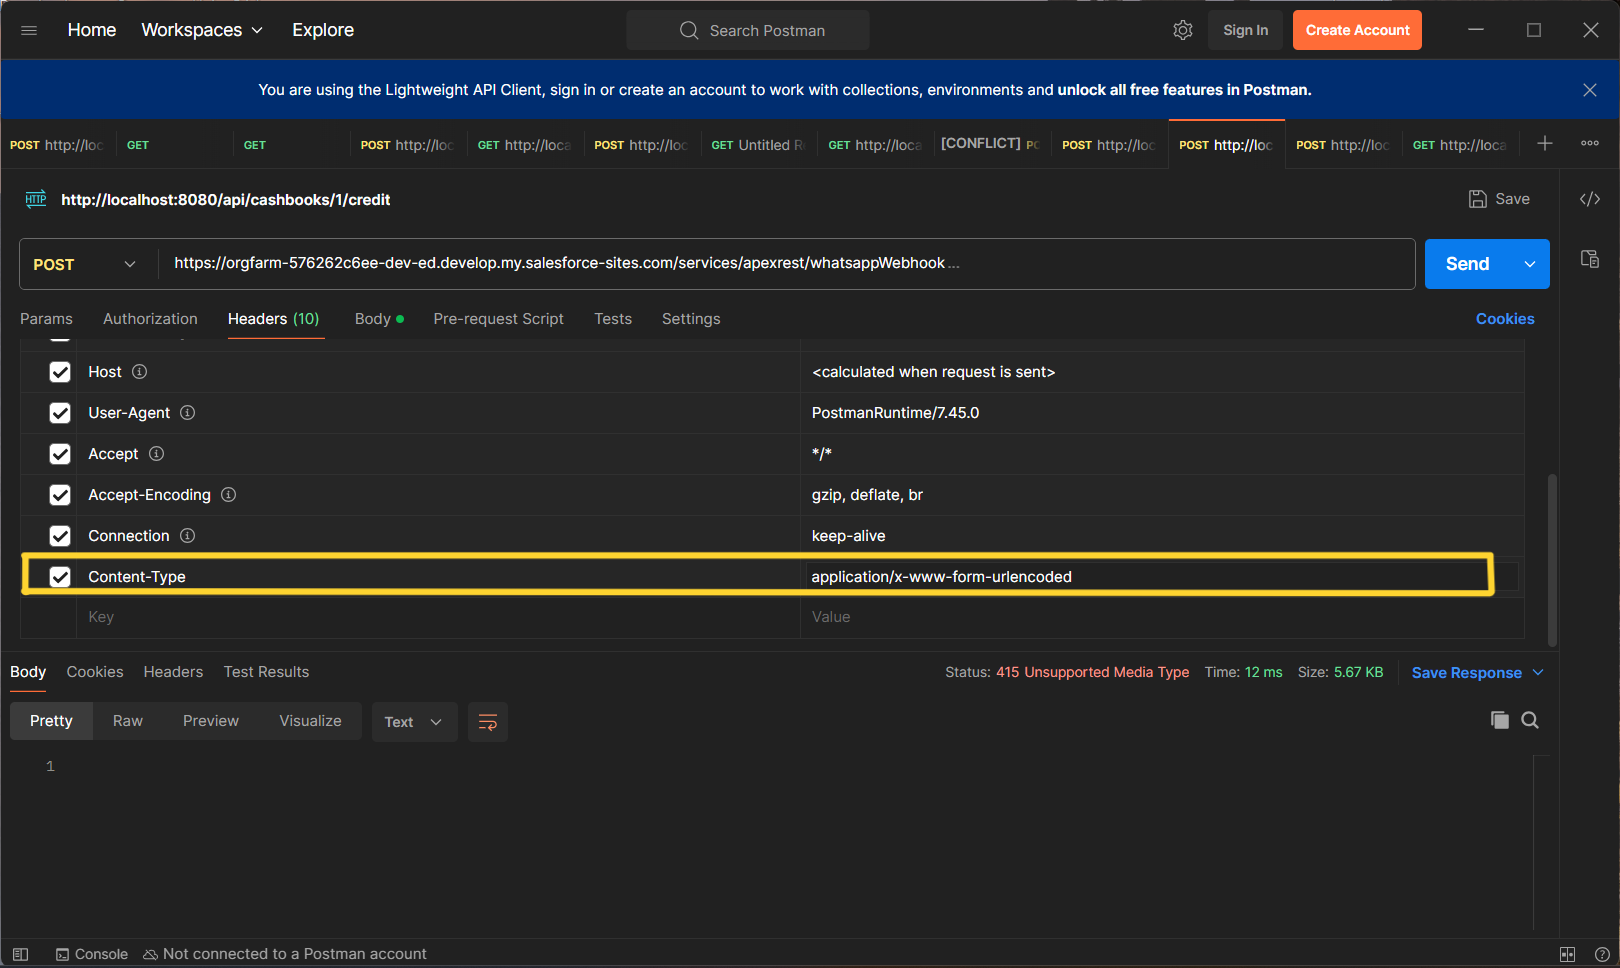 Home Workspaces Explore Search Postman Sign In Create Account
You are using the Lightweight API Client, sign in or create an account to work with collections, environments and unlock all free features in Postman.
POST http://loc GET GET POST http://loc GET http://loca POST http://loc GET Untitled Re GET http://loca [CONFLICT] PO POST http://loc POST http://loc POST http://loc GET http://loca
HTTP http://localhost:8080/api/cashbooks/1/credit Save </>
POST https://orgfarm-576262c6ee-dev-ed.develop.my.salesforce-sites.com/services/apexrest/whatsappWebhook ... Send
Params Authorization Headers (10) Body Pre-request Script Tests Settings Cookies
Host <calculated when request is sent>
User-Agent PostmanRuntime/7.45.0
Accept */*
Accept-Encoding gzip, deflate, br
Connection keep-alive
Content-Type application/x-www-form-urlencoded
Key Value
Body Cookies Headers Test Results Status: 415 Unsupported Media Type Time: 12 ms Size: 5.67 KB Save Response
Pretty Raw Preview Visualize Text
1
Console Not connected to a Postman account